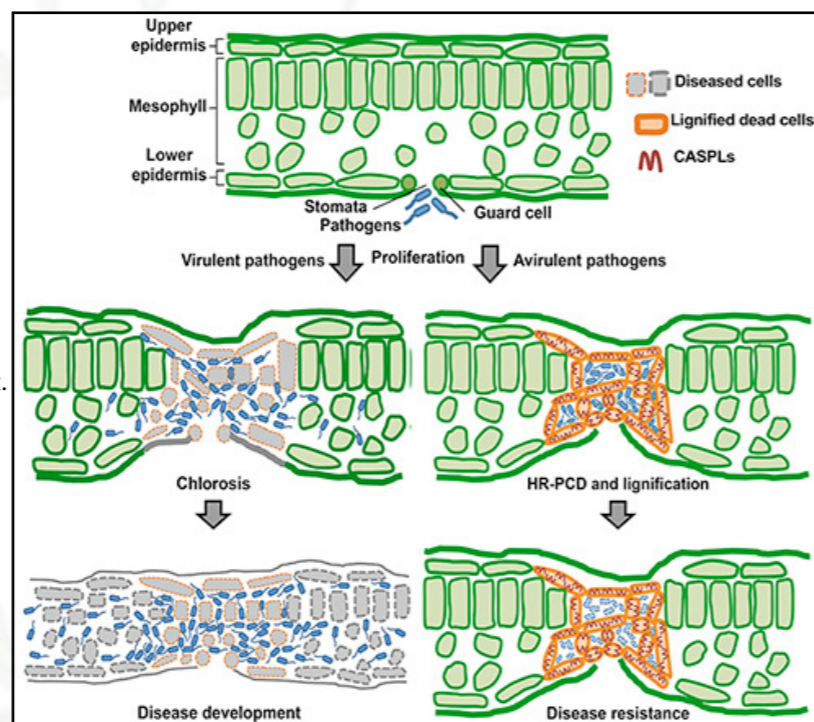 Upper
epidermis
Mesophyll
Lower
epidermis
Stomata
Pathogens
Guard cell
Diseased cells
Lignified dead cells
CASPLs
Virulent pathogens
Proliferation
Avirulent pathogens
Chlorosis
HR-PCD and lignification
Disease development
Disease resistance